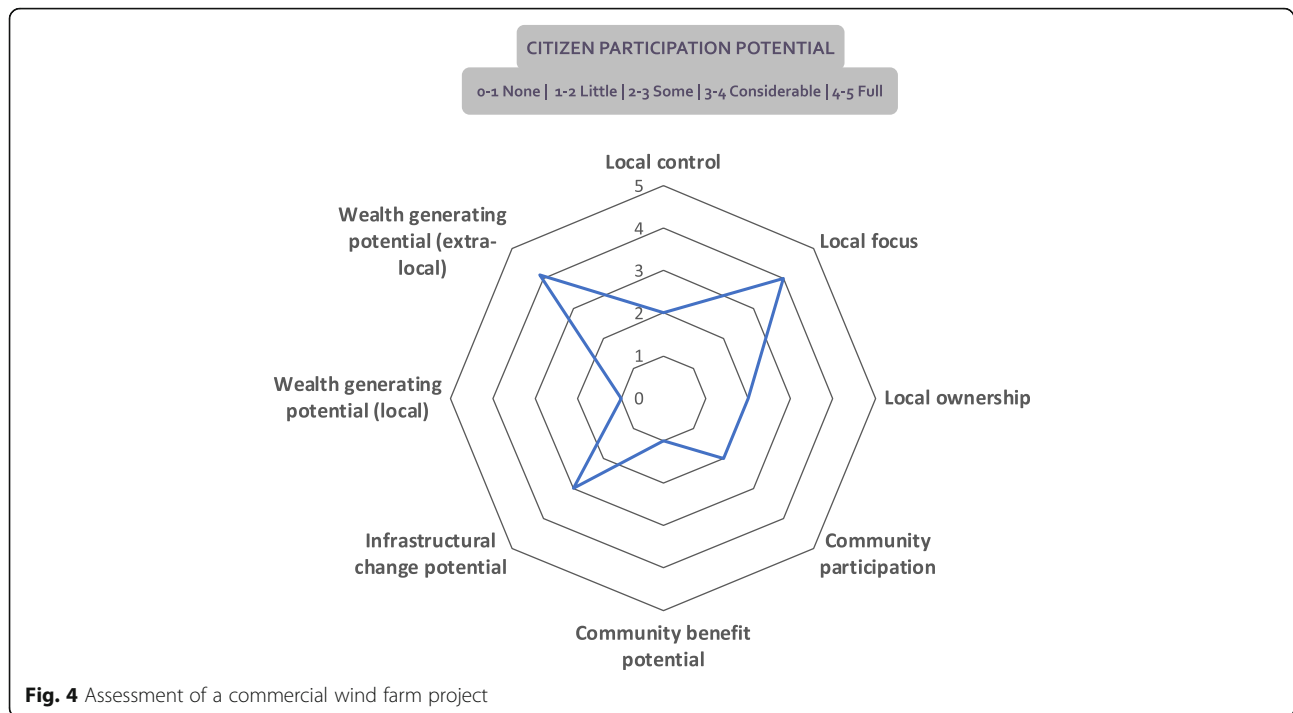 CITIZEN PARTICIPATION POTENTIAL
0-1 None | 1-2 Little | 2-3 Some | 3-4 Considerable | 4-5 Full
Local control
5
Wealth generating
potential (extra-
local)
Local focus
4
3
2
1
0
Wealth generating
potential (local)
Local ownership
Infrastructural
change potential
Community
participation
Community benefit
potential
Fig. 4 Assessment of a commercial wind farm project